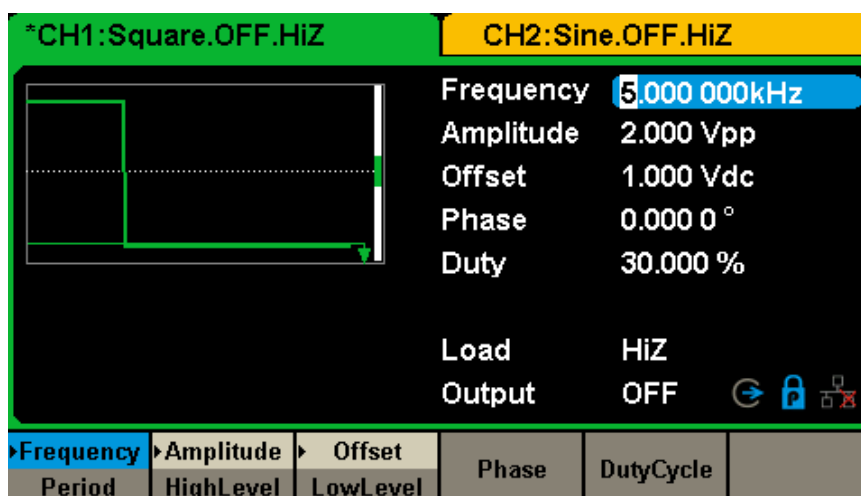 *CH1:Square.OFF.HiZ CH2:Sine.OFF.HiZ
Frequency 5.000 000kHz
Amplitude 2.000 Vpp
Offset 1.000 Vdc
Phase 0.000 0 °
Duty 30.000 %
Load HiZ
Output OFF
P
Frequency Amplitude Offset
Phase DutyCycle
Period HighLevel LowLevel